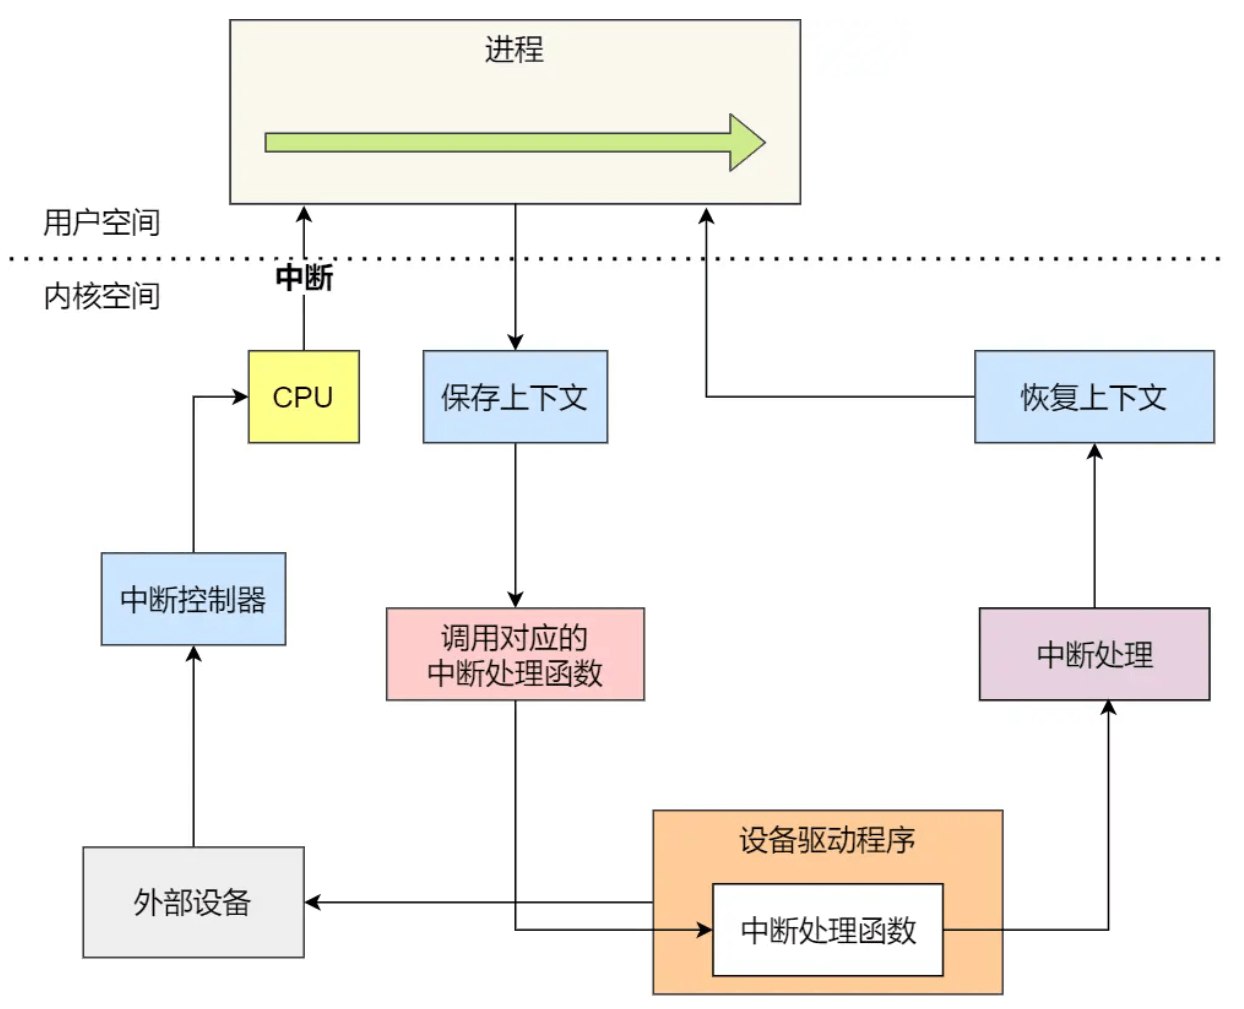 进程
用户空间
中断
内核空间
CPU
保存上下文
恢复上下文
中断控制器
调用对应的
中断处理函数
中断处理
设备驱动程序
外部设备
中断处理函数